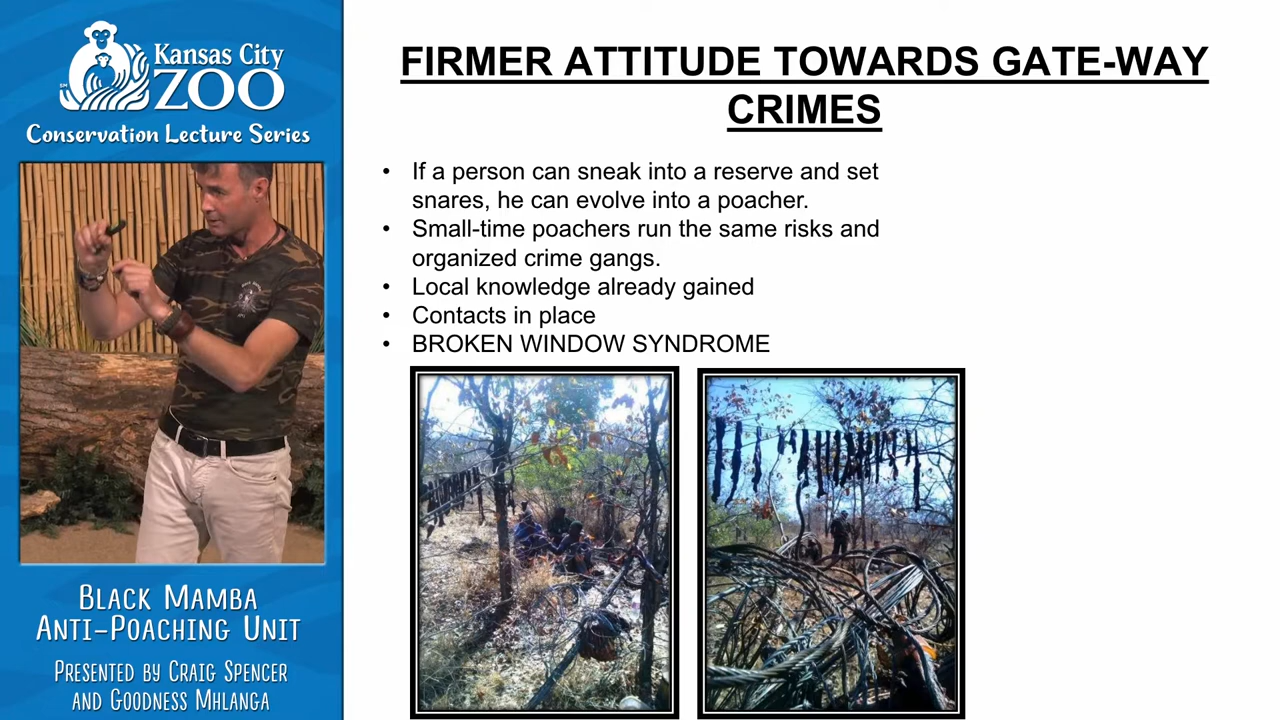 Kansas City
ZOO
SM
Conservation Lecture Series
BLACK MAMBA
ANTI-POACHING UNIT
PRESENTED BY CRAIG SPENCER
AND GOODNESS MHLANGA
FIRMER ATTITUDE TOWARDS GATE-WAY
CRIMES
• If a person can sneak into a reserve and set
snares, he can evolve into a poacher.
• Small-time poachers run the same risks and
organized crime gangs.
• Local knowledge already gained
• Contacts in place
• BROKEN WINDOW SYNDROME